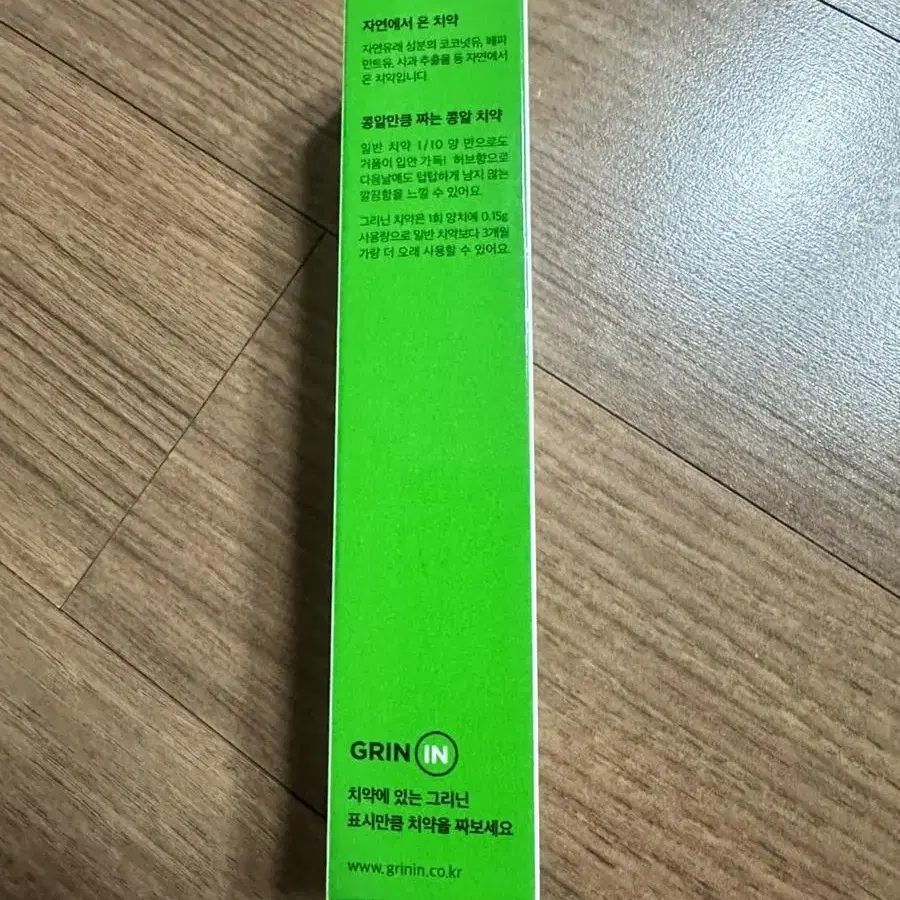 자연에서 온 치약
자연유래 성분의 코코넛유, 페퍼
민트유, 사과 추출물 등 자연에서
온 치약입니다.
콩알만큼 짜는 콩알 치약
일반 치약 1/10 양 만으로도
거품이 입안 가득! 허브향으로
다음날에도 텁텁하게 남지 않는
깔끔함을 느낄 수 있어요.
그리닌 치약은 1회 양치에 0.15g
사용량으로 일반 치약보다 3개월
가량 더 오래 사용할 수 있어요.
GRIN IN
치약에 있는 그리닌
표시만큼 치약을 짜보세요
www.grinin.co.kr